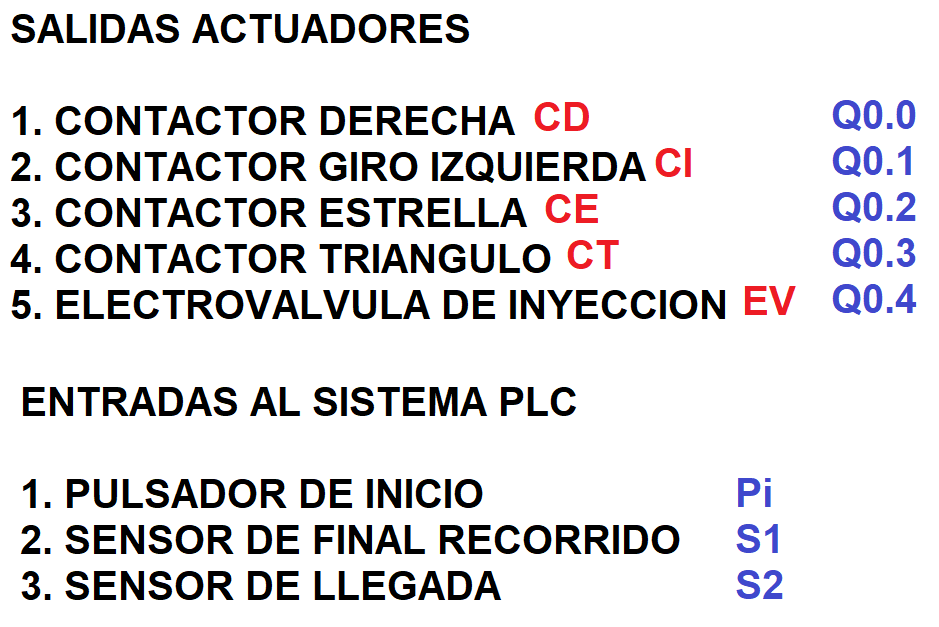 SALIDAS ACTUADORES
1. CONTACTOR DERECHA CD Q0.0
2. CONTACTOR GIRO IZQUIERDA CI Q0.1
3. CONTACTOR ESTRELLA CE Q0.2
4. CONTACTOR TRIANGULO CT Q0.3
5. ELECTROVALVULA DE INYECCION EV Q0.4
ENTRADAS AL SISTEMA PLC
1. PULSADOR DE INICIO Pi
2. SENSOR DE FINAL RECORRIDO S1
3. SENSOR DE LLEGADA S2